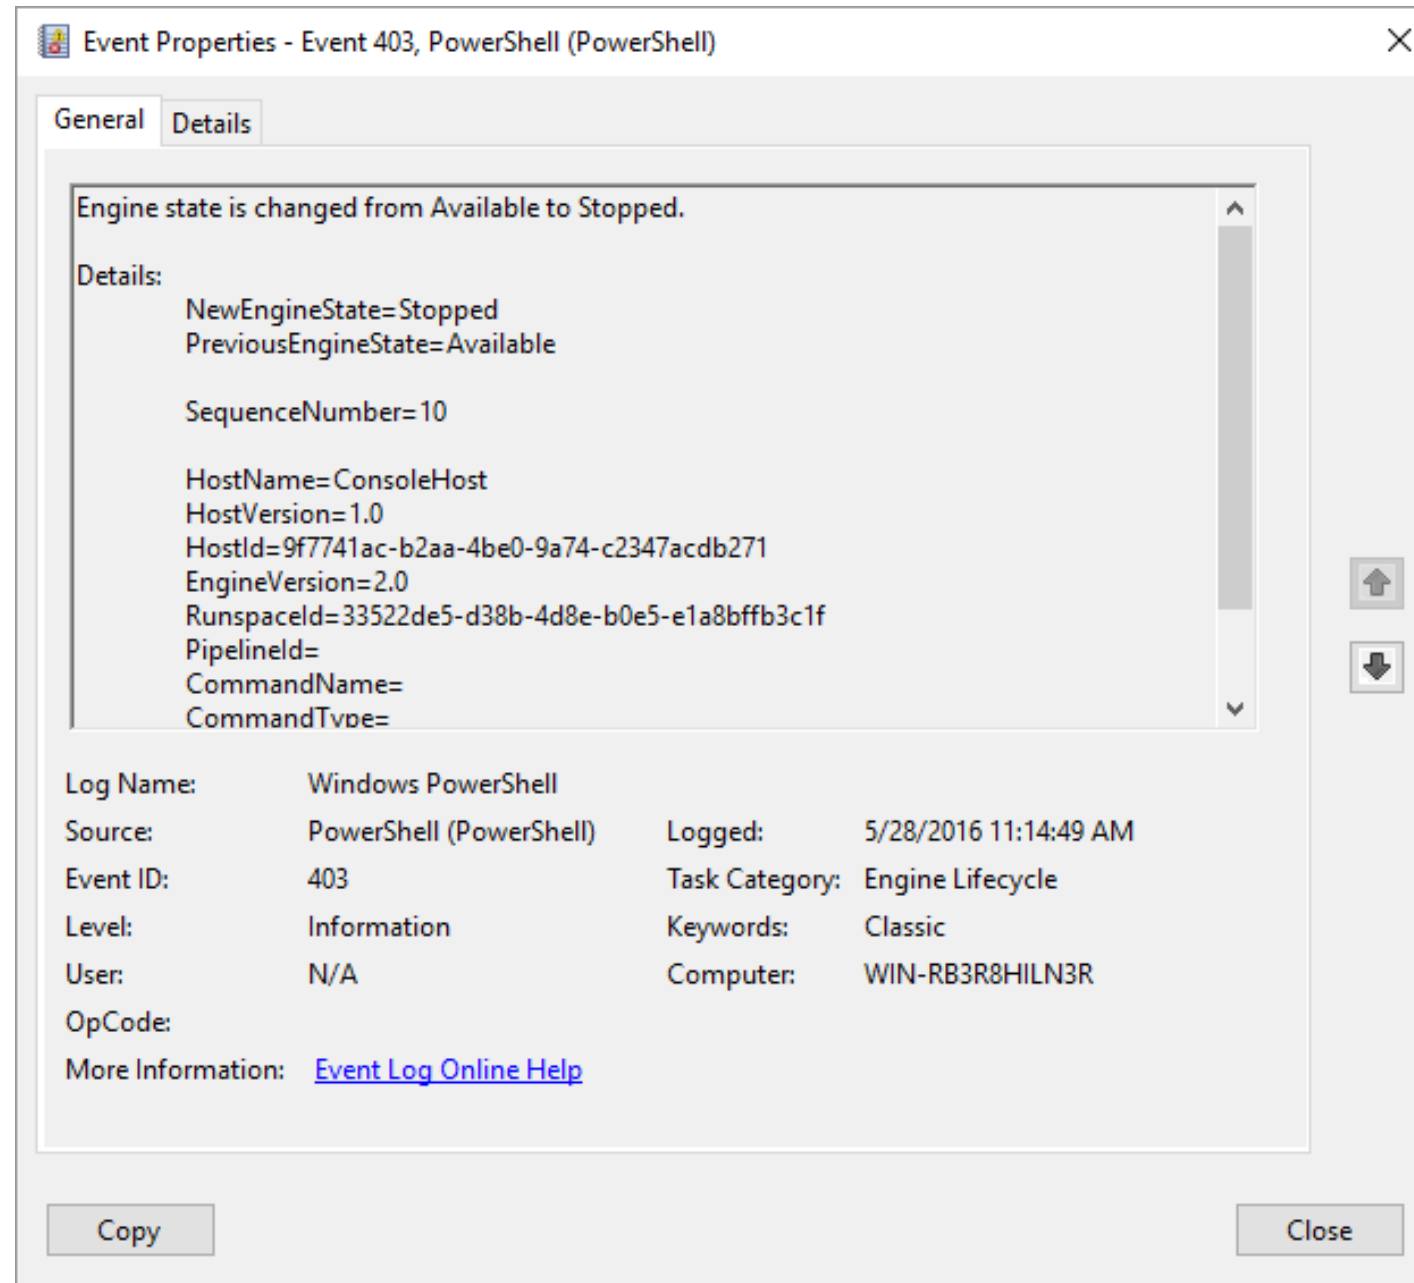 Event Properties - Event 403, PowerShell (PowerShell)
General Details
Engine state is changed from Available to Stopped.
Details:
NewEngineState=Stopped
PreviousEngineState=Available
SequenceNumber=10
HostName=ConsoleHost
HostVersion=1.0
HostId=9f7741ac-b2aa-4be0-9a74-c2347acdb271
EngineVersion=2.0
RunspaceId=33522de5-d38b-4d8e-b0e5-e1a8bffb3c1f
PipelineId=
CommandName=
CommandType=
Log Name: Windows PowerShell
Source: PowerShell (PowerShell) Logged: 5/28/2016 11:14:49 AM
Event ID: 403 Task Category: Engine Lifecycle
Level: Information Keywords: Classic
User: N/A Computer: WIN-RB3R8HILN3R
OpCode:
More Information: Event Log Online Help
Copy Close